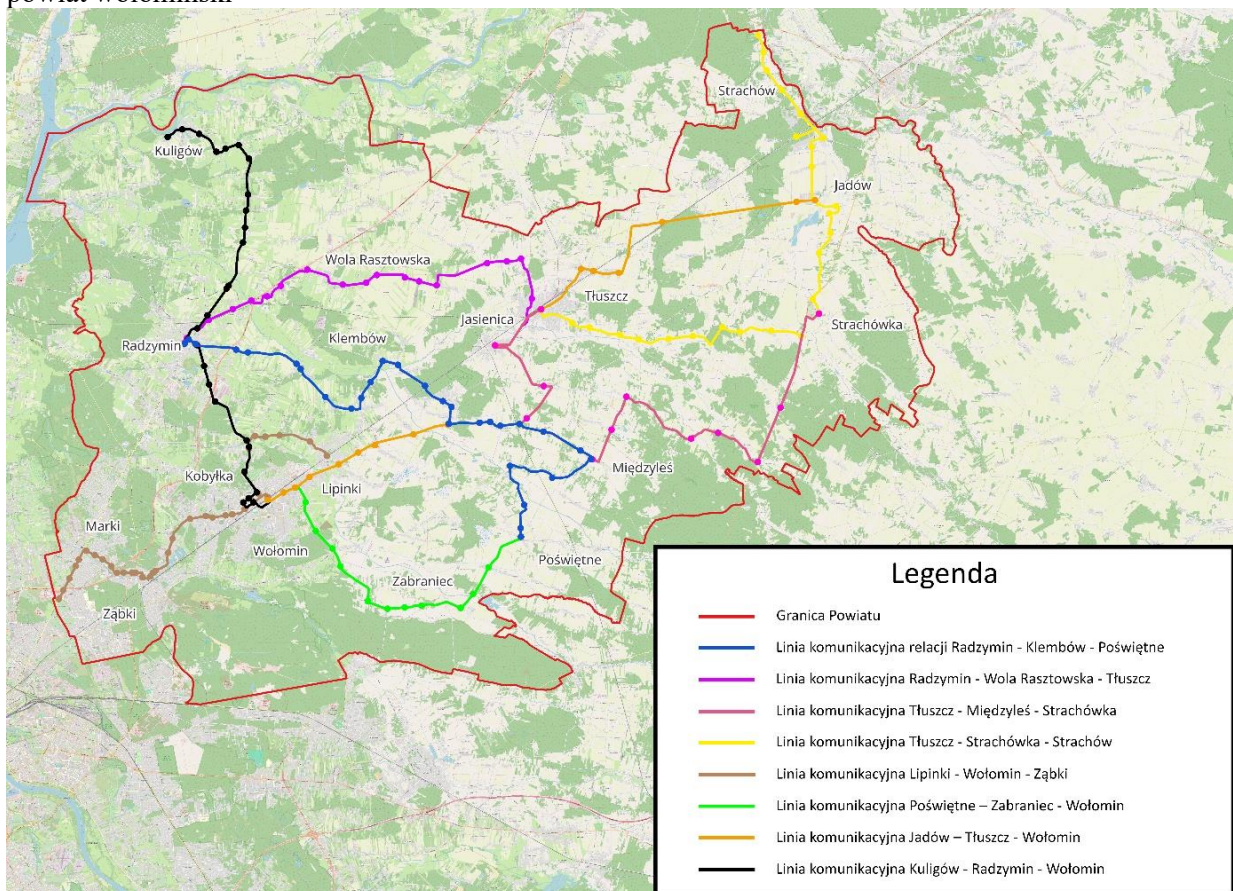 powiat wołomiński
Strachów
Kuligów
Jadów
Wola Rasztowska
Tłuszcz
Jasienica
Strachówka
Radzymin
Klembów
Międzyleś
Kobyłka
Lipinki
Marki
Wołomin
Poświętne
Zabraniec
Ząbki
Legenda
Granica Powiatu
Linia komunikacyjna relacji Radzymin - Klembów - Poświętne
Linia komunikacyjna Radzymin - Wola Rasztowska - Tłuszcz
Linia komunikacyjna Tłuszcz - Międzyleś - Strachówka
Linia komunikacyjna Tłuszcz - Strachówka - Strachów
Linia komunikacyjna Lipinki - Wołomin - Ząbki
Linia komunikacyjna Poświętne – Zabraniec - Wołomin
Linia komunikacyjna Jadów – Tłuszcz - Wołomin
Linia komunikacyjna Kuligów - Radzymin - Wołomin